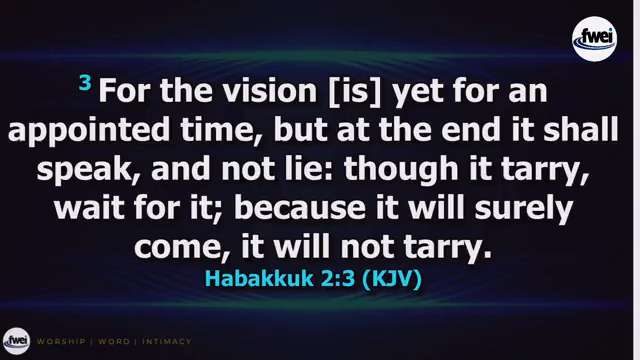 fwei
3 For the vision [is] yet for an
appointed time, but at the end it shall
speak, and not lie: though it tarry,
wait for it; because it will surely
come, it will not tarry.
Habakkuk 2:3 (KJV)
fwei WORSHIP | WORD | INTIMACY